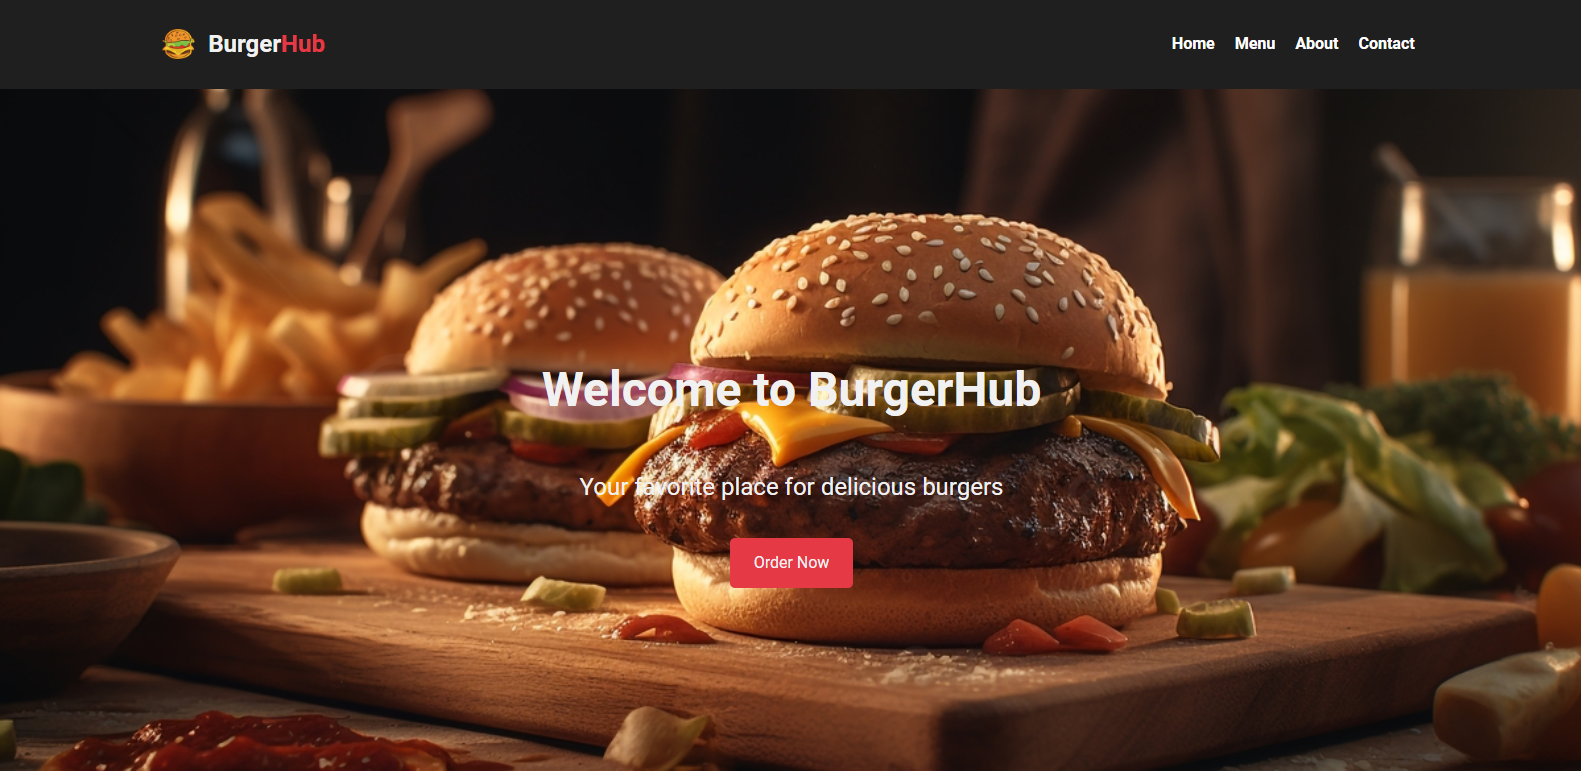 BurgerHub
Home Menu About Contact
Welcome to BurgerHub
Your favorite place for delicious burgers
Order Now